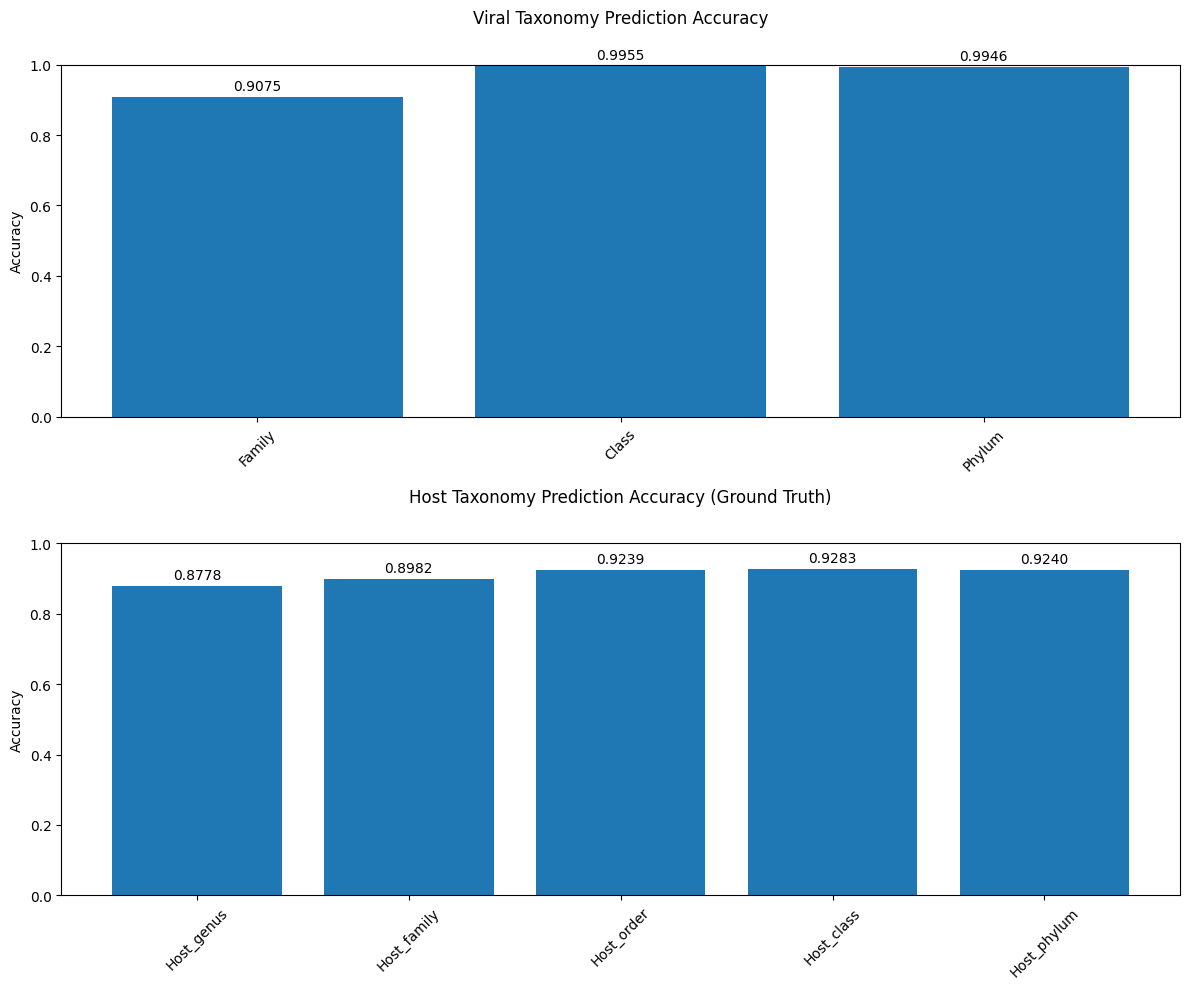 Viral Taxonomy Prediction Accuracy
0.9075
0.9955
0.9946
1.0
0.8
0.6
0.4
0.2
0.0
Accuracy
Family
Class
Phylum
Host Taxonomy Prediction Accuracy (Ground Truth)
0.8778
0.8982
0.9239
0.9283
0.9240
1.0
0.8
0.6
0.4
0.2
0.0
Accuracy
Host_genus
Host_family
Host_order
Host_class
Host_phylum